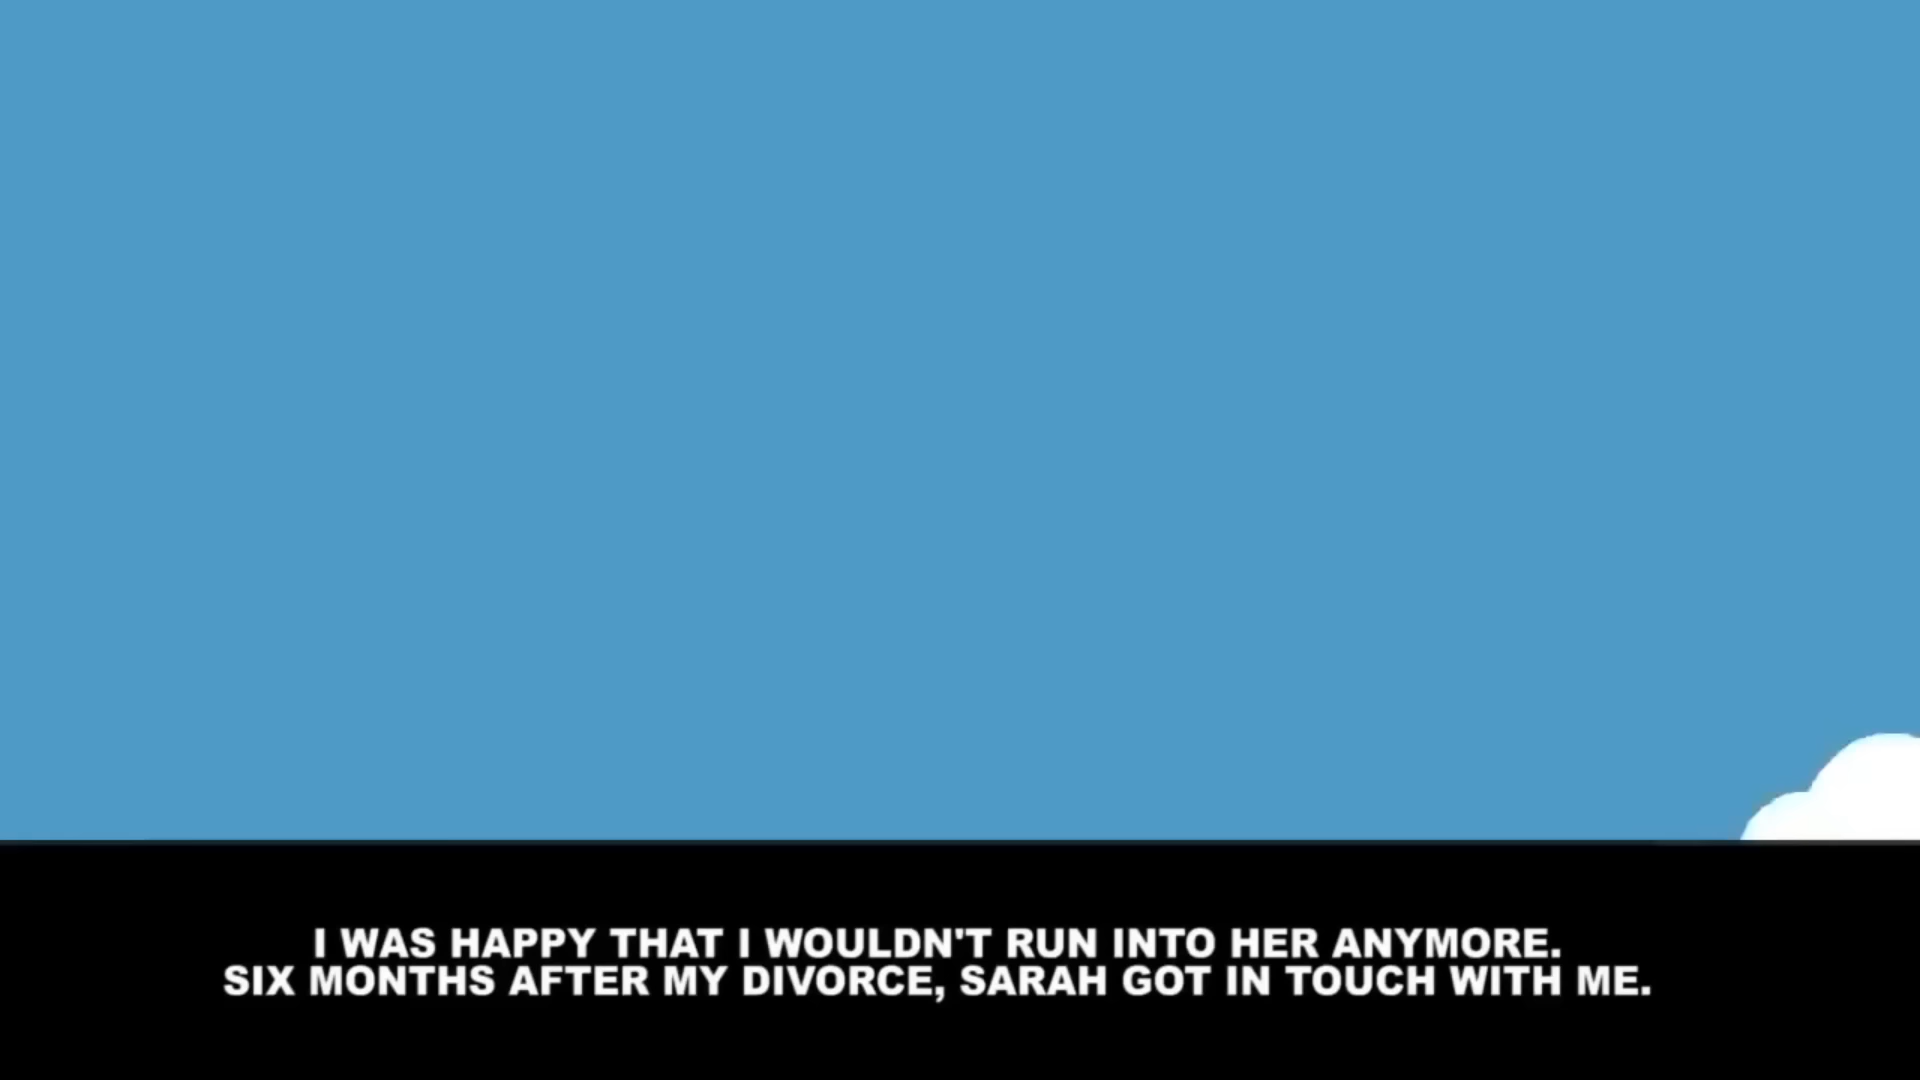 I WAS HAPPY THAT I WOULDN'T RUN INTO HER ANYMORE.
SIX MONTHS AFTER MY DIVORCE, SARAH GOT IN TOUCH WITH ME.